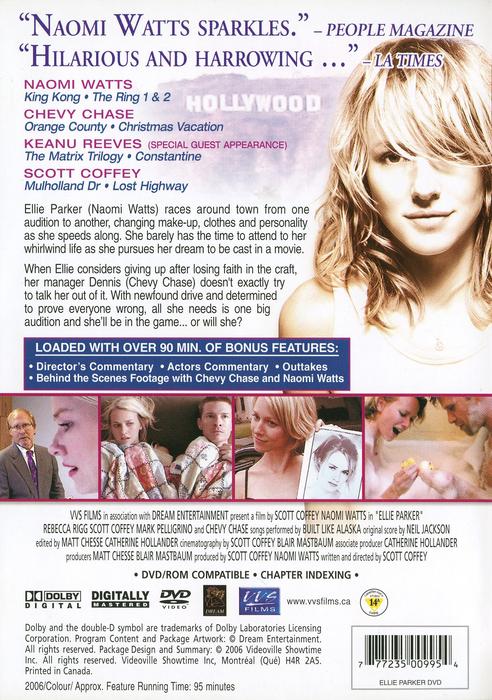 “NAOMI WATTS SPARKLES.” – PEOPLE MAGAZINE
“HILARIOUS AND HARROWING ...” – LA TIMES
NAOMI WATTS
King Kong • The Ring 1 & 2
HOLLYWOOD
CHEVY CHASE
Orange County • Christmas Vacation
KEANU REEVES (SPECIAL GUEST APPEARANCE)
The Matrix Trilogy • Constantine
SCOTT COFFEY
Mulholland Dr • Lost Highway
Ellie Parker (Naomi Watts) races around town from one
audition to another, changing make-up, clothes and personality
as she speeds along. She barely has the time to attend to her
whirlwind life as she pursues her dream to be cast in a movie.
When Ellie considers giving up after losing faith in the craft,
her manager Dennis (Chevy Chase) doesn't exactly try
to talk her out of it. With newfound drive and determined
to prove everyone wrong, all she needs is one big
audition and she'll be in the game... or will she?
LOADED WITH OVER 90 MIN. OF BONUS FEATURES:
• Director's Commentary • Actors Commentary • Outtakes
• Behind the Scenes Footage with Chevy Chase and Naomi Watts
VVS FILMS in association with DREAM ENTERTAINMENT present a film by SCOTT COFFEY NAOMI WATTS in "ELLIE PARKER"
REBECCA RIGG SCOTT COFFEY MARK PELLIGRINO and CHEVY CHASE songs performed by BUILT LIKE ALASKA original score by NEIL JACKSON
edited by MATT CHESSE CATHERINE HOLLANDER cinematography by SCOTT COFFEY BLAIR MASTBAUM associate producer CATHERINE HOLLANDER
producers MATT CHESSE BLAIR MASTBAUM produced by SCOTT COFFEY NAOMI WATTS written and directed by SCOTT COFFEY
• DVD/ROM COMPATIBLE • CHAPTER INDEXING •
DOLBY DIGITAL
DIGITALLY MASTERED
DVD VIDEO
DREAM
VVS FILMS
www.vvsfilms.ca
14
Dolby and the double-D symbol are trademarks of Dolby Laboratories Licensing
Corporation. Program Content and Package Artwork: © Dream Entertainment.
All rights reserved. Package Design and Summary: © 2006 Videoville Showtime
Inc. All rights reserved. Videoville Showtime Inc, Montréal (Qué) H4R 2A5.
Printed in Canada.
2006/Colour/ Approx. Feature Running Time: 95 minutes
7 77235 00995 4
ELLIE PARKER DVD